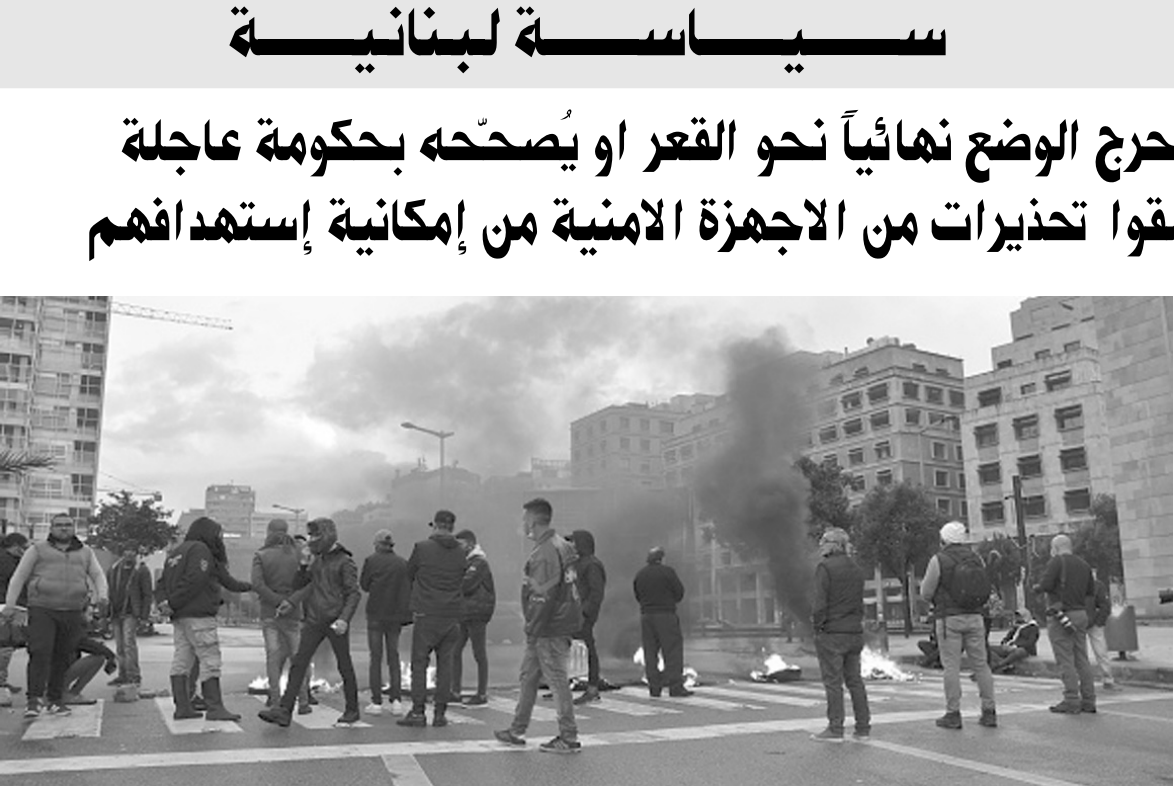 سياسة لبنانية
الوضع نهائياً نحو القعر او يُصحّحه بحكومة عاجلة
تحذيرات من الاجهزة الامنية من إمكانية إستهدافهم